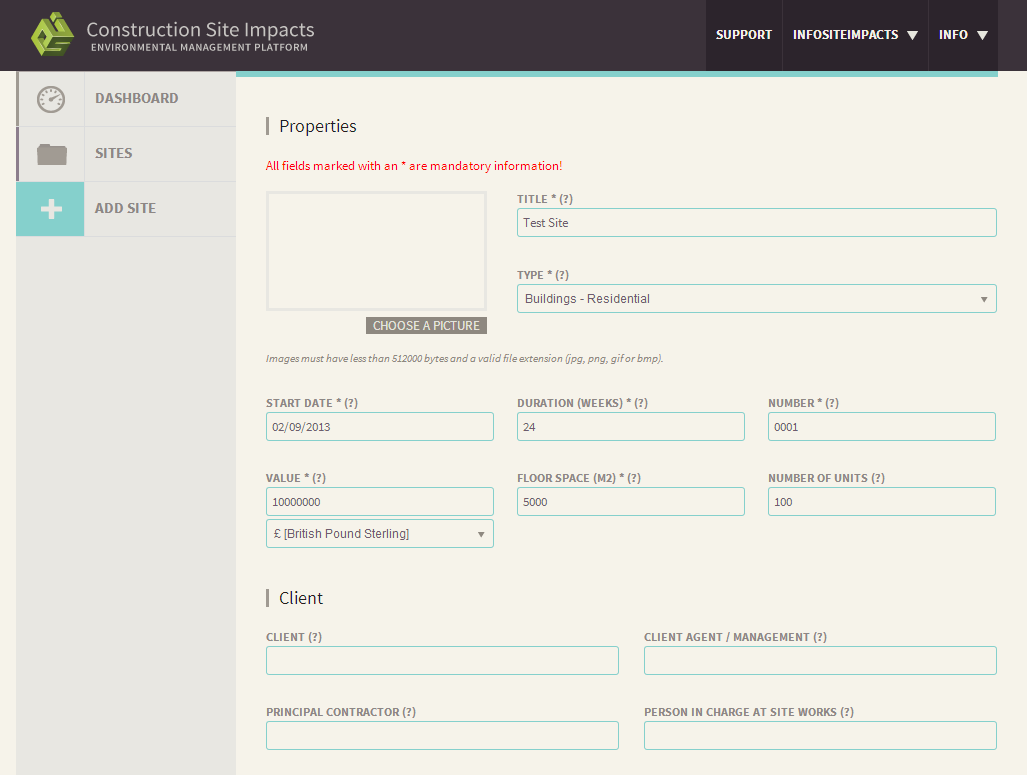 Construction Site Impacts
ENVIRONMENTAL MANAGEMENT PLATFORM
SUPPORT
INFOSITEIMPACTS ▼
INFO ▼
DASHBOARD
SITES
ADD SITE
Properties
All fields marked with an * are mandatory information!
TITLE * (?)
Test Site
TYPE * (?)
Buildings - Residential
CHOOSE A PICTURE
Images must have less than 512000 bytes and a valid file extension (jpg, png, gif or bmp).
START DATE * (?)
02/09/2013
DURATION (WEEKS) * (?)
24
NUMBER * (?)
0001
VALUE * (?)
10000000
£ [British Pound Sterling]
FLOOR SPACE (M2) * (?)
5000
NUMBER OF UNITS (?)
100
Client
CLIENT (?)
CLIENT AGENT / MANAGEMENT (?)
PRINCIPAL CONTRACTOR (?)
PERSON IN CHARGE AT SITE WORKS (?)